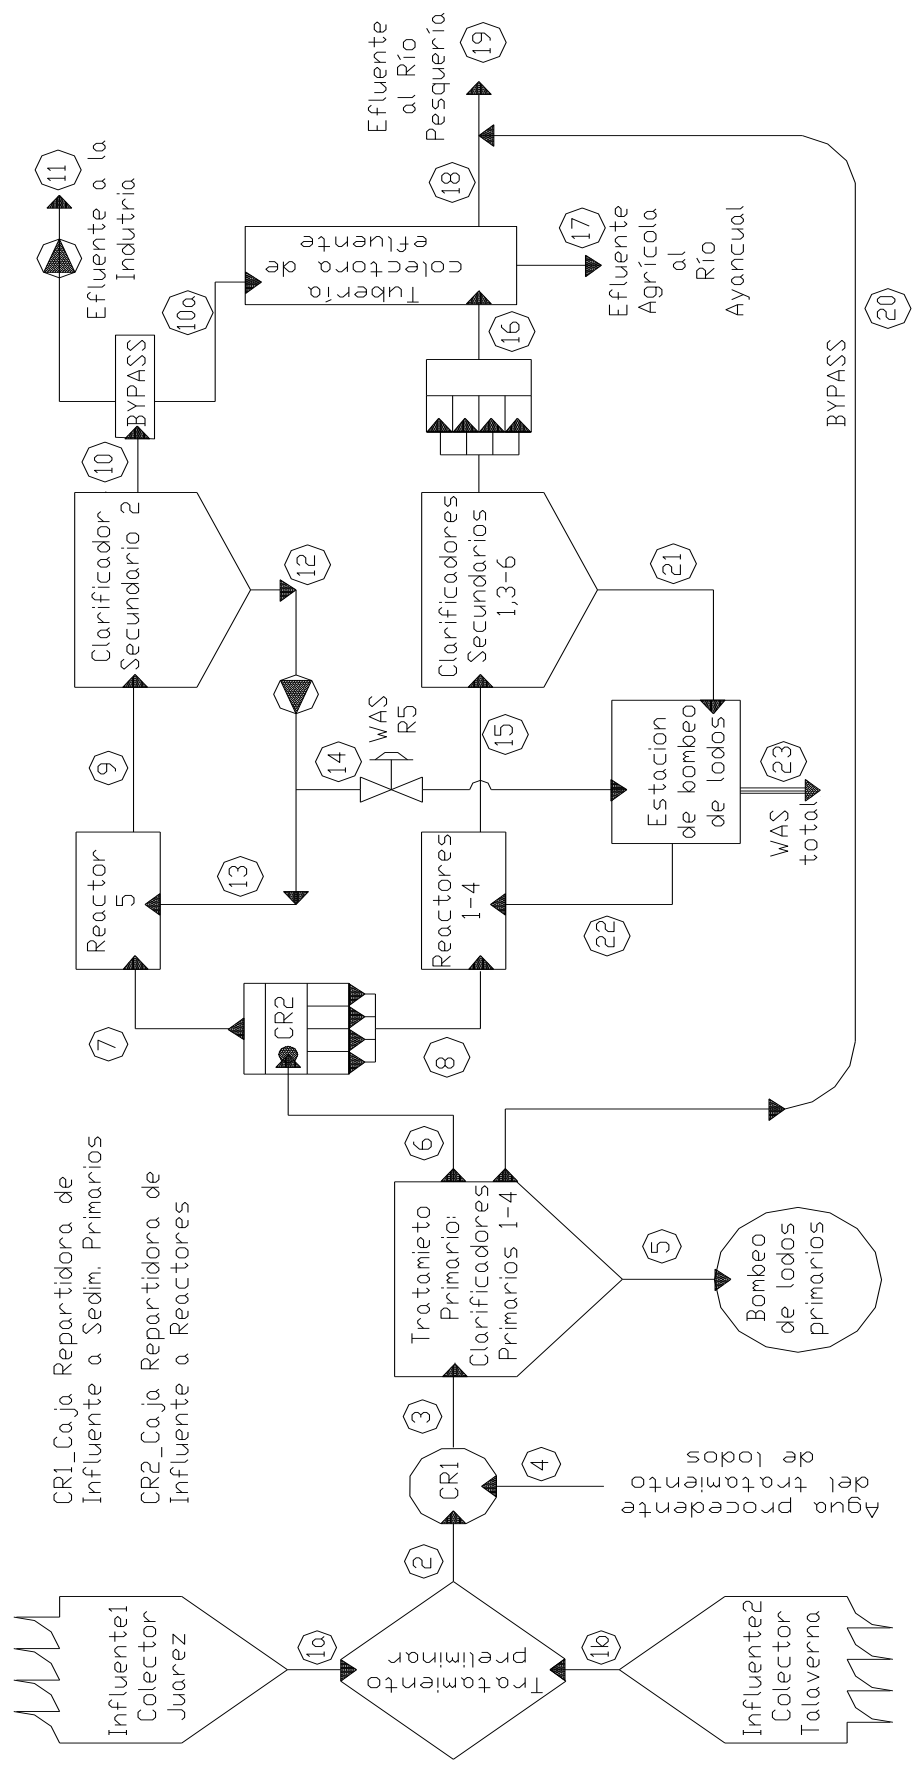 CR1_Caja Repartidora de
Influente a Sedim. Primarios
CR2_Caja Repartidora de
Influente a Reactores
Influente1
Colector
Juarez
1a
Tratamiento
preliminar
1b
Influente2
Colector
Talaverna
2
CR1
4
Agua procedente
del tratamiento
de lodos
3
Tratamieto
Primario:
Clarificadores
Primarios 1-4
5
Bombeo
de lodos
primarios
6
CR2
7
8
Reactor
5
9
13
Clarificador
Secundario 2
12
14
WAS
R5
10
BYPASS
10a
Efluente a la
Indutria
11
Reactores
1-4
15
22
Clarificadores
Secundarios
1,3-6
21
Estacion
de bombeo
de lodos
23
WAS
total
16
Tubería
colectora de
efluente
17
Efluente
Agrícola
al
Río
Ayancual
18
Efluente
al Río
Pesquería
19
BYPASS
20